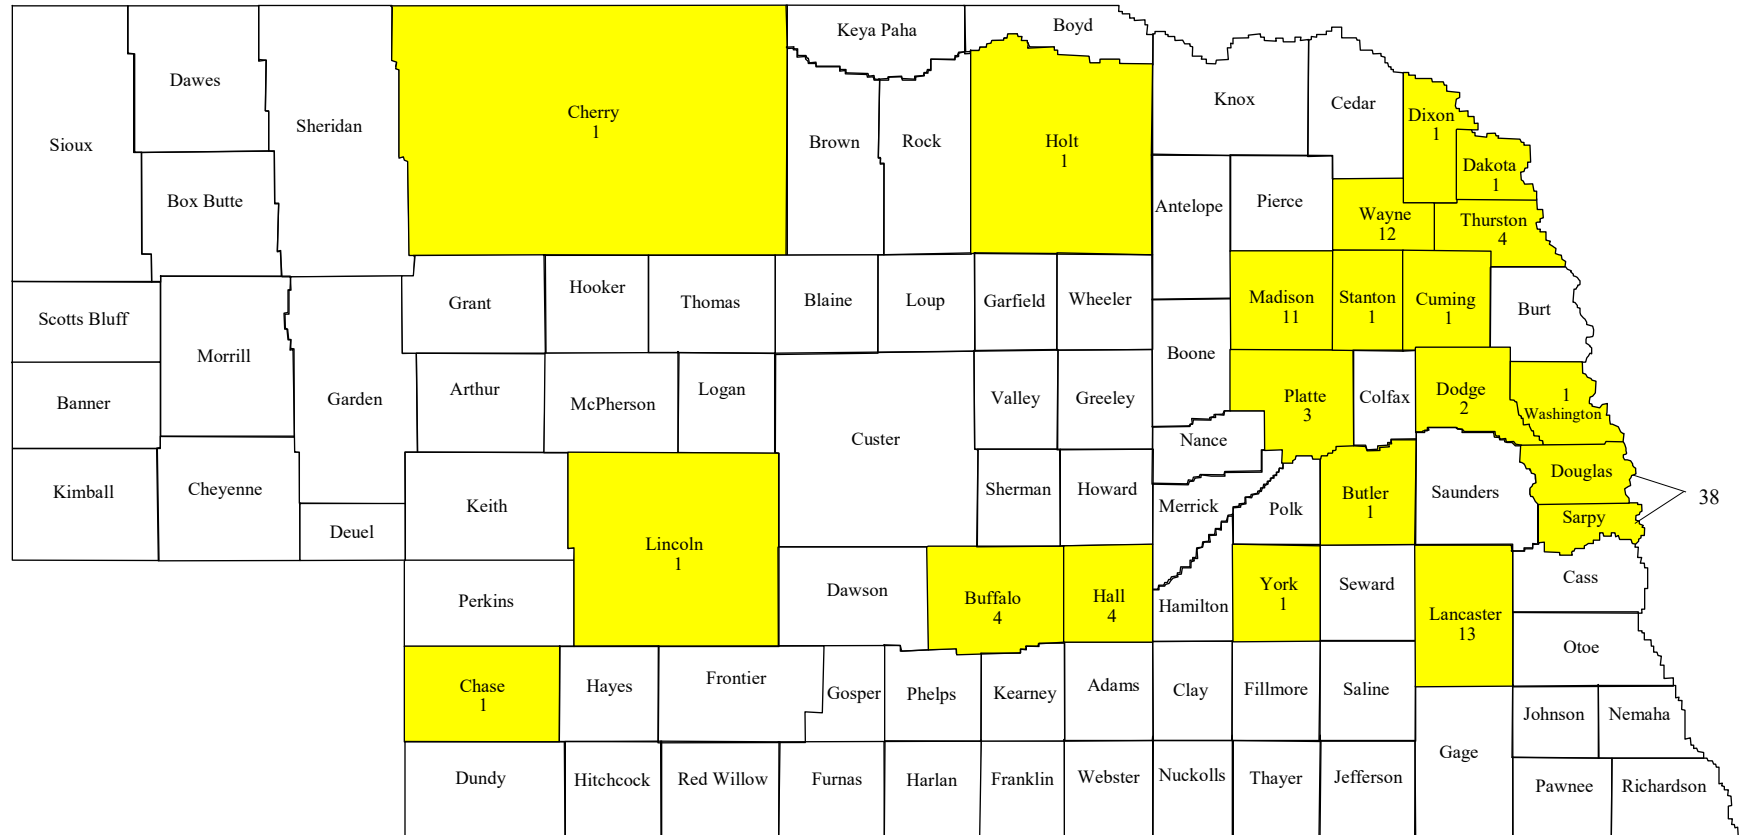 Boyd
Keya Paha
Dawes
Knox
Cedar
Cherry
1
Dixon
1
Sheridan
Sioux
Brown
Rock
Holt
1
Dakota
1
Box Butte
Antelope
Pierce
Wayne
12
Thurston
4
Grant
Hooker
Thomas
Blaine
Loup
Garfield
Wheeler
Madison
11
Stanton
1
Cuming
1
Burt
Scotts Bluff
Morrill
Boone
Banner
Garden
Arthur
McPherson
Logan
Valley
Greeley
Platte
3
Colfax
Dodge
2
1
Washington
Custer
Nance
Kimball
Cheyenne
Keith
Sherman
Howard
Merrick
Polk
Butler
1
Saunders
Douglas
38
Sarpy
Deuel
Lincoln
1
Perkins
Dawson
Buffalo
4
Hall
4
Hamilton
York
1
Seward
Lancaster
13
Cass
Otoe
Chase
1
Hayes
Frontier
Gosper
Phelps
Kearney
Adams
Clay
Fillmore
Saline
Johnson
Nemaha
Gage
Dundy
Hitchcock
Red Willow
Furnas
Harlan
Franklin
Webster
Nuckolls
Thayer
Jefferson
Pawnee
Richardson